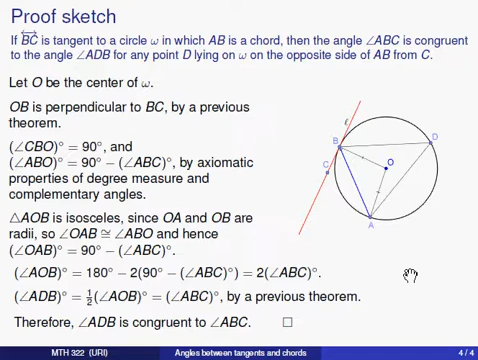 Proof sketch
If BC is tangent to a circle ω in which AB is a chord, then the angle ∠ABC is congruent
to the angle ∠ADB for any point D lying on ω on the opposite side of AB from C.
Let O be the center of ω.
OB is perpendicular to BC, by a previous
theorem.
(∠CBO)° = 90°, and
(∠ABO)° = 90° − (∠ABC)°, by axiomatic
properties of degree measure and
complementary angles.
△AOB is isosceles, since OA and OB are
radii, so ∠OAB ≅ ∠ABO and hence
(∠OAB)° = 90° − (∠ABC)°.
(∠AOB)° = 180° − 2(90° − (∠ABC)°) = 2(∠ABC)°.
(∠ADB)° = ½(∠AOB)° = (∠ABC)°, by a previous theorem.
Therefore, ∠ADB is congruent to ∠ABC. □
ℓ
B
D
C
O
A
MTH 322 (URI) Angles between tangents and chords 4 / 4